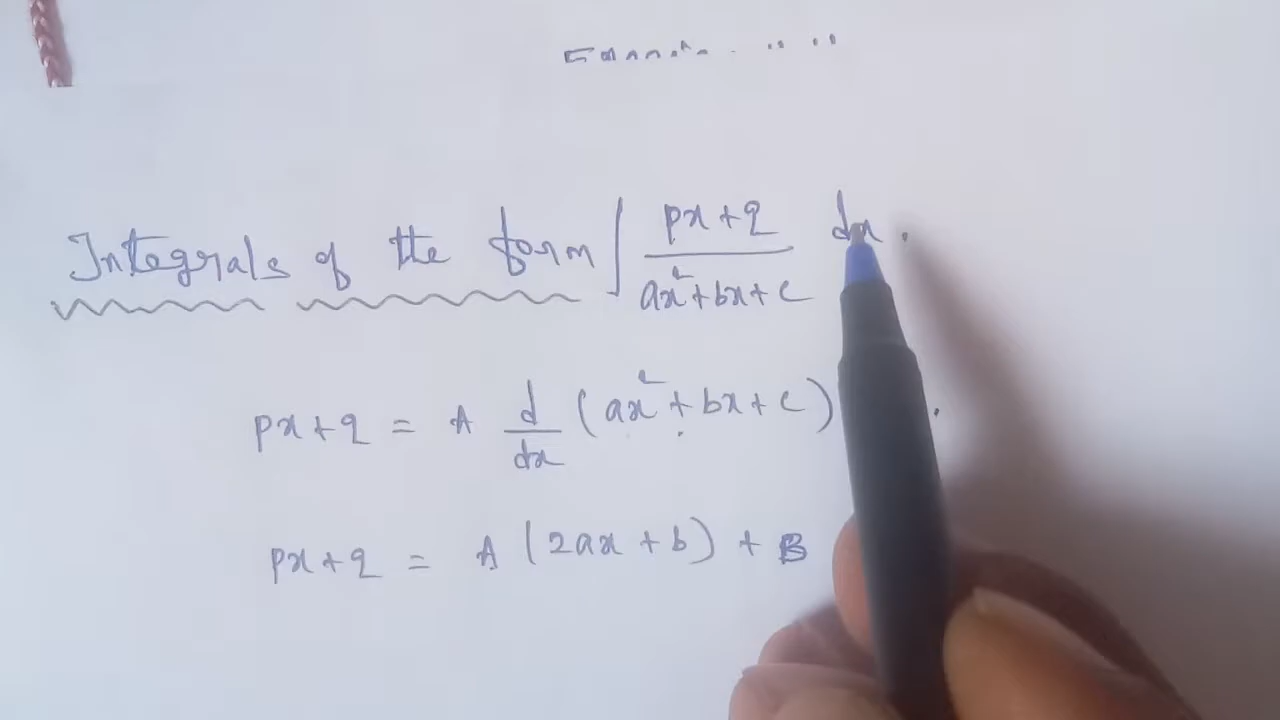 Integrals of the form ∫ (px+q)/(ax²+bx+c) dx.
px+q = A d/dx (ax²+bx+c)
px+q = A (2ax+b) + B